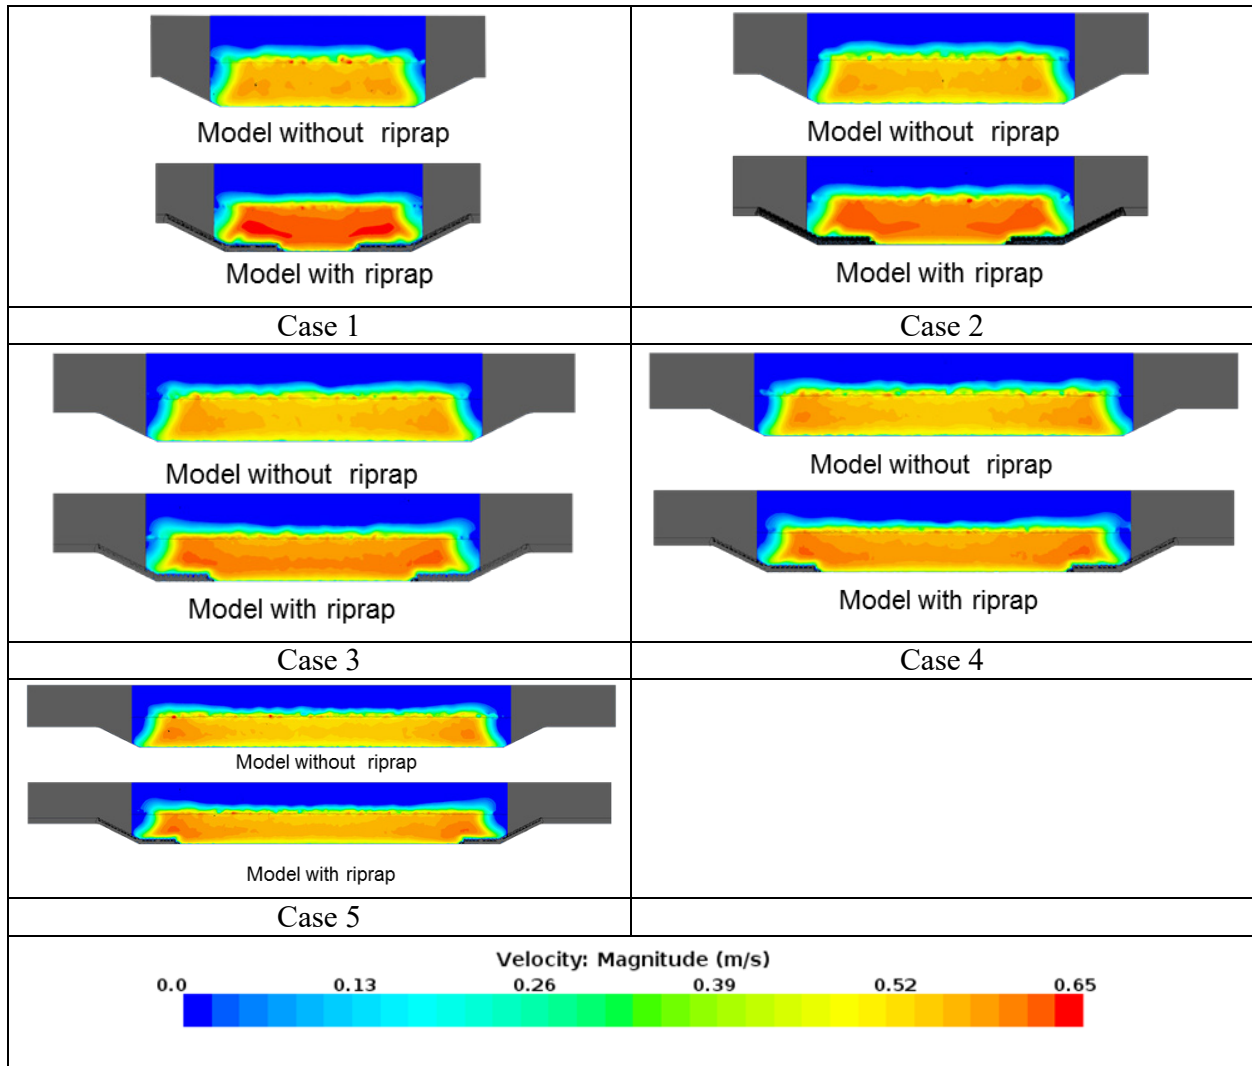 Model without riprap
Model with riprap
Case 1
Model without riprap
Model with riprap
Case 2
Model without riprap
Model with riprap
Case 3
Model without riprap
Model with riprap
Case 4
Model without riprap
Model with riprap
Case 5
Velocity: Magnitude (m/s)
0.0 0.13 0.26 0.39 0.52 0.65